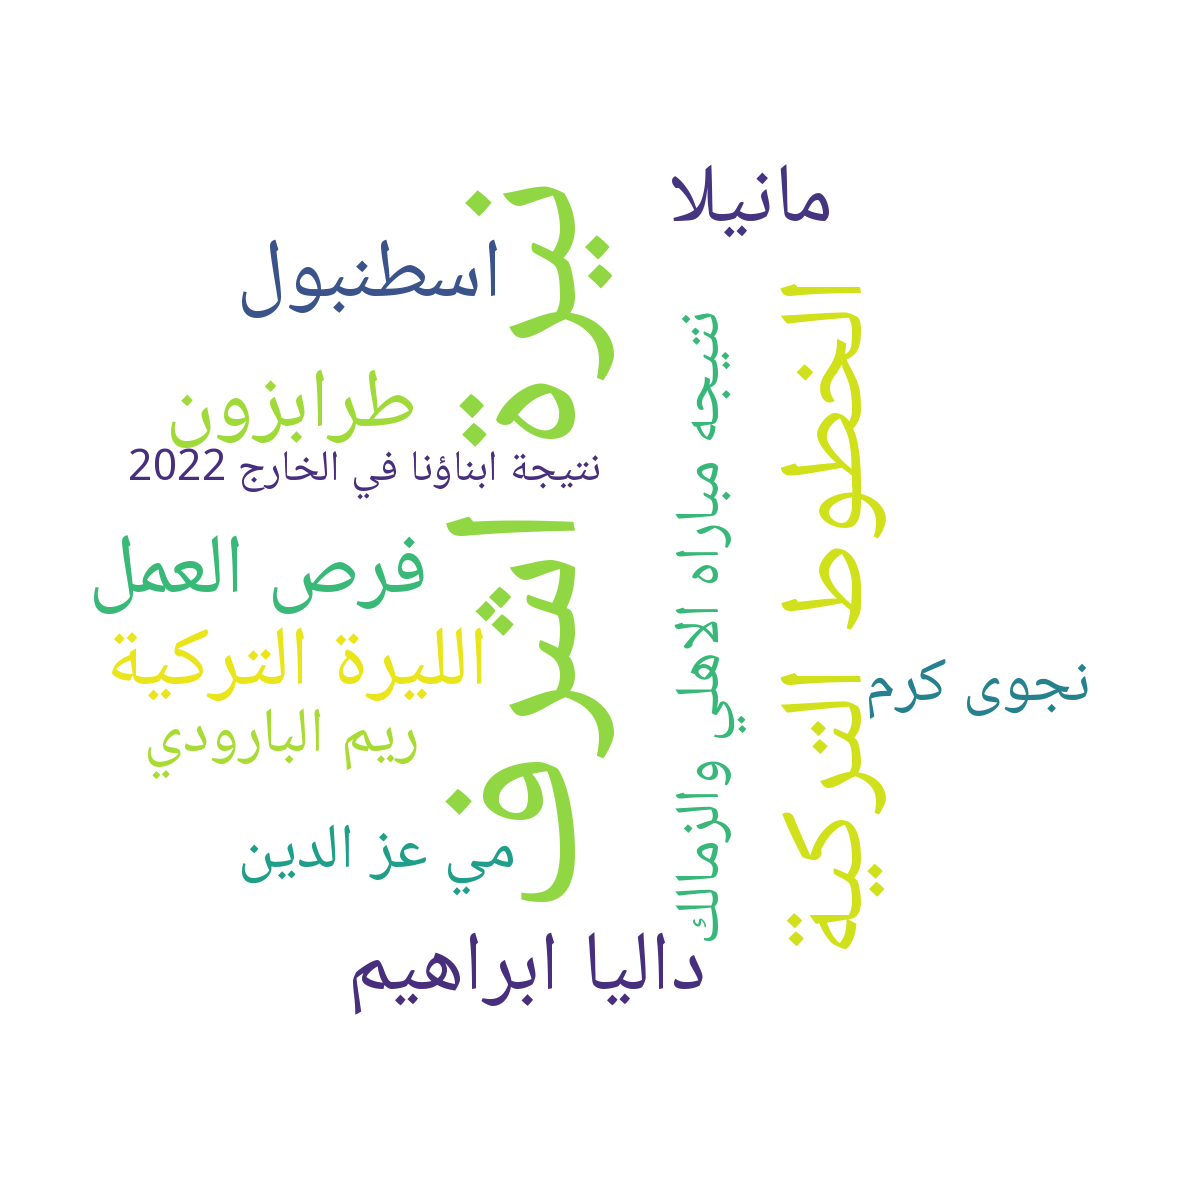 مانيلا
نيرة اشرف
اسطنبول
الخطوط التركية
نتيجه مباراه الاهلي والزمالك
طرابزون
نتيجة ابناؤنا في الخارج 2022
فرص العمل
الليرة التركية
نجوى كرم
ريم البارودي
مي عز الدين
داليا ابراهيم